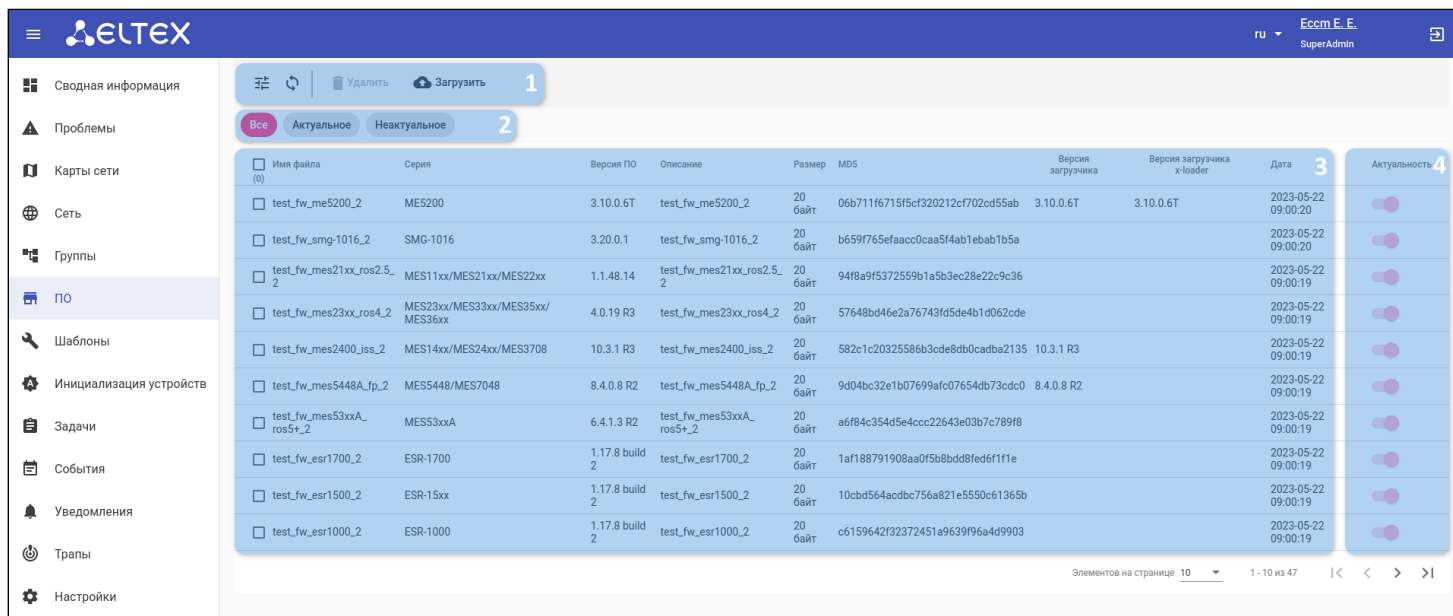 ELTEX
ru
Eccm E. E.
SuperAdmin
Сводная информация
Проблемы
Карты сети
Сеть
Группы
ПО
Шаблоны
Инициализация устройств
Задачи
События
Уведомления
Трапы
Настройки
Удалить Загрузить 1
Все Актуальное Неактуальное 2
Имя файла Серия Версия ПО Описание Размер MD5 Версия загрузчика Версия загрузчика x-loader Дата 3 Актуальность 4
(0)
test_fw_me5200_2 ME5200 3.10.0.6T test_fw_me5200_2 20 байт 06b711f6715f5cf320212cf702cd55ab 3.10.0.6T 3.10.0.6T 2023-05-22 09:00:20
test_fw_smg-1016_2 SMG-1016 3.20.0.1 test_fw_smg-1016_2 20 байт b659f765efaacc0caa5f4ab1ebab1b5a 2023-05-22 09:00:20
test_fw_mes21xx_ros2.5_2 MES11xx/MES21xx/MES22xx 1.1.48.14 test_fw_mes21xx_ros2.5_2 20 байт 94f8a9f5372559b1a5b3ec28e22c9c36 2023-05-22 09:00:19
test_fw_mes23xx_ros4_2 MES23xx/MES33xx/MES35xx/MES36xx 4.0.19 R3 test_fw_mes23xx_ros4_2 20 байт 57648bd46e2a76743fd5de4b1d062cde 2023-05-22 09:00:19
test_fw_mes2400_iss_2 MES14xx/MES24xx/MES3708 10.3.1 R3 test_fw_mes2400_iss_2 20 байт 582c1c20325586b3cde8db0cadba2135 10.3.1 R3 2023-05-22 09:00:19
test_fw_mes5448A_fp_2 MES5448/MES7048 8.4.0.8 R2 test_fw_mes5448A_fp_2 20 байт 9d04bc32e1b07699afc07654db73cdc0 8.4.0.8 R2 2023-05-22 09:00:19
test_fw_mes53xxA_ros5+_2 MES53xxA 6.4.1.3 R2 test_fw_mes53xxA_ros5+_2 20 байт a6f84c354d5e4ccc22643e03b7c789f8 2023-05-22 09:00:19
test_fw_esr1700_2 ESR-1700 1.17.8 build 2 test_fw_esr1700_2 20 байт 1af188791908aa0f5b8bdd8fed6f1f1e 2023-05-22 09:00:19
test_fw_esr1500_2 ESR-15xx 1.17.8 build 2 test_fw_esr1500_2 20 байт 10cbd564acdbc756a821e5550c61365b 2023-05-22 09:00:19
test_fw_esr1000_2 ESR-1000 1.17.8 build 2 test_fw_esr1000_2 20 байт c6159642f32372451a9639f96a4d9903 2023-05-22 09:00:19
Элементов на странице 10 1 - 10 из 47